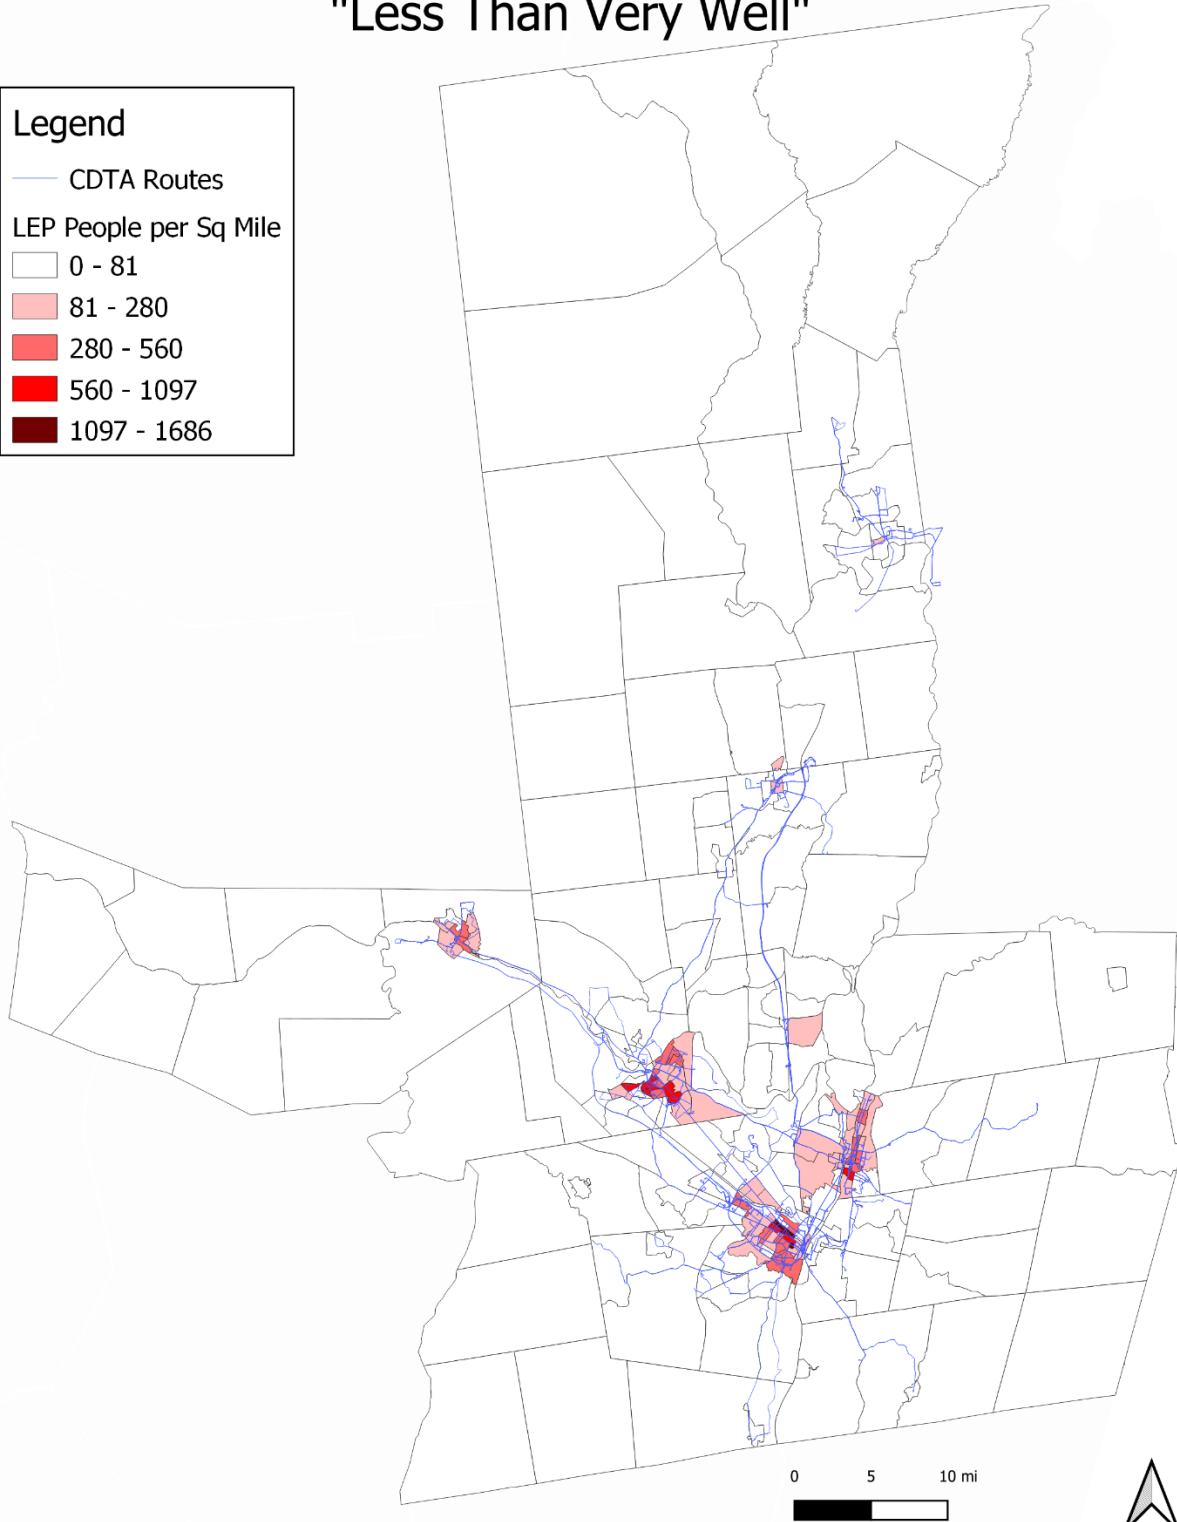 "Less Than Very Well"
Legend
CDTA Routes
LEP People per Sq Mile
0 - 81
81 - 280
280 - 560
560 - 1097
1097 - 1686
0 5 10 mi